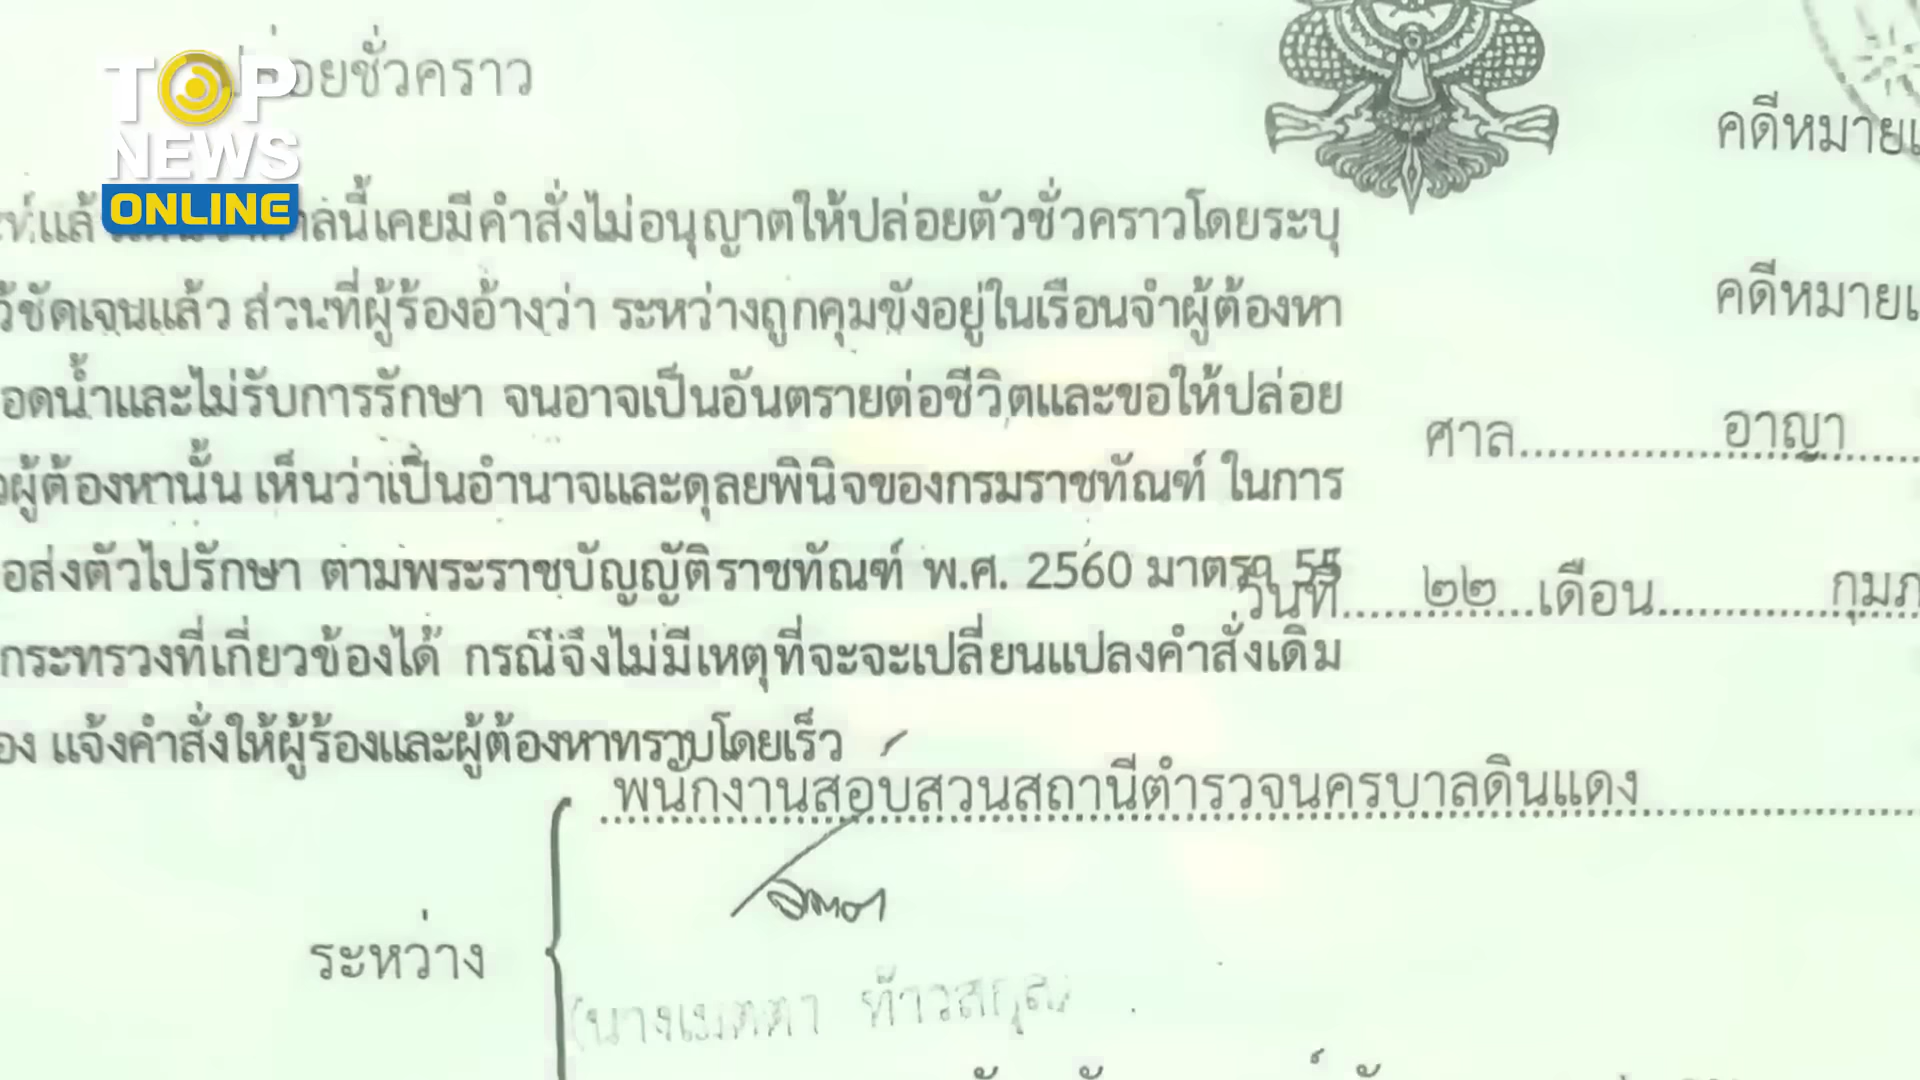 TOP
NEWS
ONLINE
ปล่อยชั่วคราว
คดีหมายเ
ลนี้เคยมีคำสั่งไม่อนุญาตให้ปล่อยตัวชั่วคราวโดยระบุ
คดีหมายเ
ชัดเจนแล้ว ส่วนที่ผู้ร้องอ้างว่า ระหว่างถูกคุมขังอยู่ในเรือนจำผู้ต้องหา
อดน้ำและไม่รับการรักษา จนอาจเป็นอันตรายต่อชีวิตและขอให้ปล่อย
ศาล อาญา
ผู้ต้องหานั้น เห็นว่าเป็นอำนาจและดุลยพินิจของกรมราชทัณฑ์ ในการ
อส่งตัวไปรักษา ตามพระราชบัญญัติราชทัณฑ์ พ.ศ. 2560 มาตรา 55
วันที่ ๒๒ เดือน กุมภ
กระทรวงที่เกี่ยวข้องได้ กรณีจึงไม่มีเหตุที่จะจะเปลี่ยนแปลงคำสั่งเดิม
อง แจ้งคำสั่งให้ผู้ร้องและผู้ต้องหาทราบโดยเร็ว
พนักงานสอบสวนสถานีตำรวจนครบาลดินแดง
ระหว่าง
(นางเมตตา ท้าวสกุล